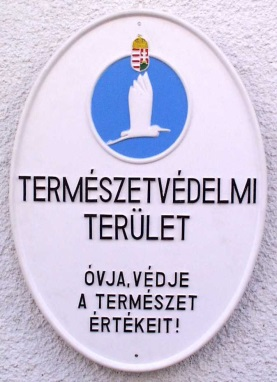 TERMÉSZETVÉDELMI
TERÜLET
ÓVJA,VÉDJE
A TERMÉSZET
ÉRTÉKEIT!